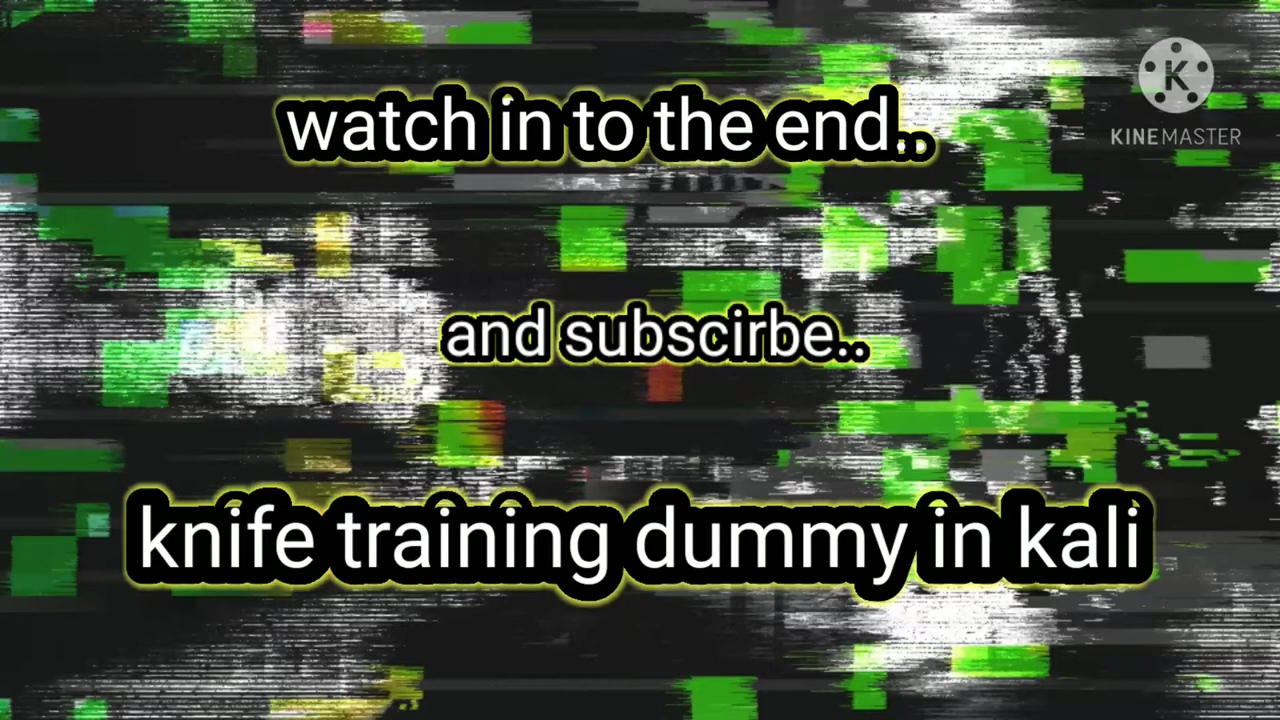 watch in to the end..
KINEMASTER
and subscirbe..
knife training dummy in kali